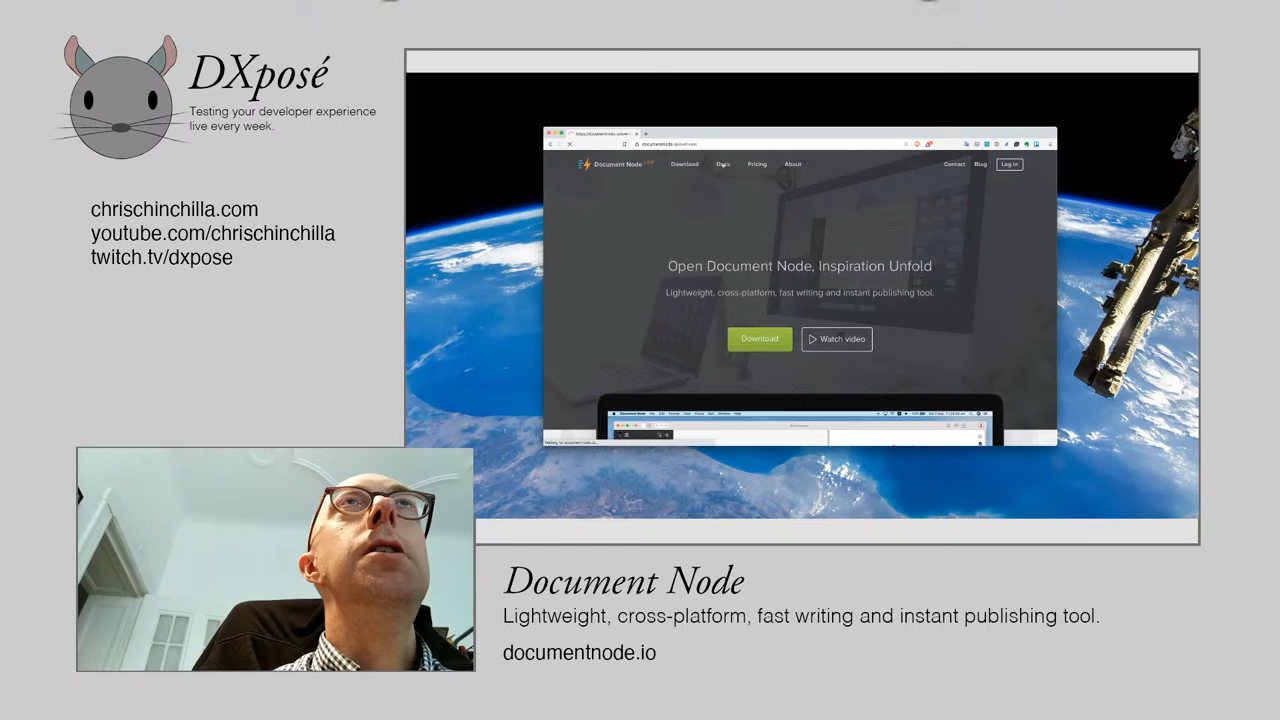 DXposé
Testing your developer experience
live every week.
chrischinchilla.com
youtube.com/chrischinchilla
twitch.tv/dxpose
Document Node
Download
Docs
Pricing
About
Contact
Blog
Log in
Open Document Node, Inspiration Unfold
Lightweight, cross-platform, fast writing and instant publishing tool.
Download
Watch video
Document Node
Lightweight, cross-platform, fast writing and instant publishing tool.
documentnode.io